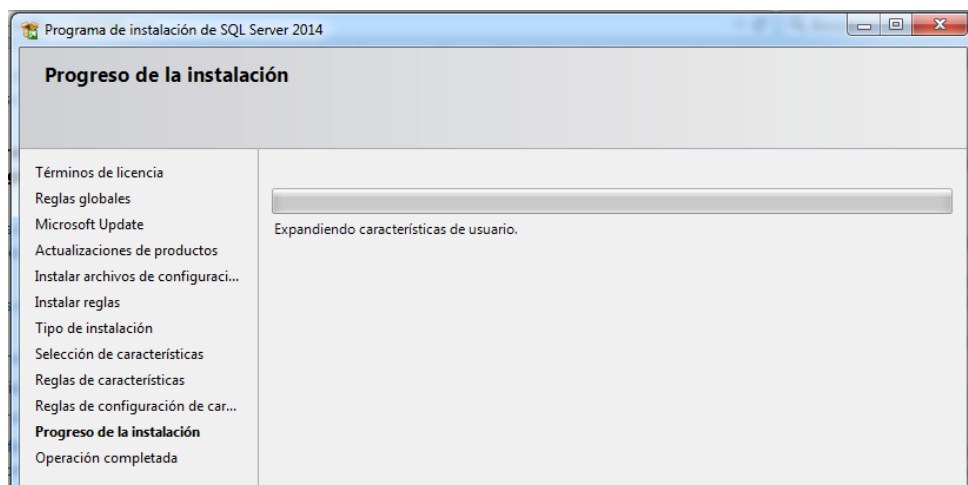 Programa de instalación de SQL Server 2014
Progreso de la instalación
Términos de licencia
Reglas globales
Microsoft Update
Actualizaciones de productos
Instalar archivos de configuraci...
Instalar reglas
Tipo de instalación
Selección de características
Reglas de características
Reglas de configuración de car...
Progreso de la instalación
Operación completada
Expandiendo características de usuario.